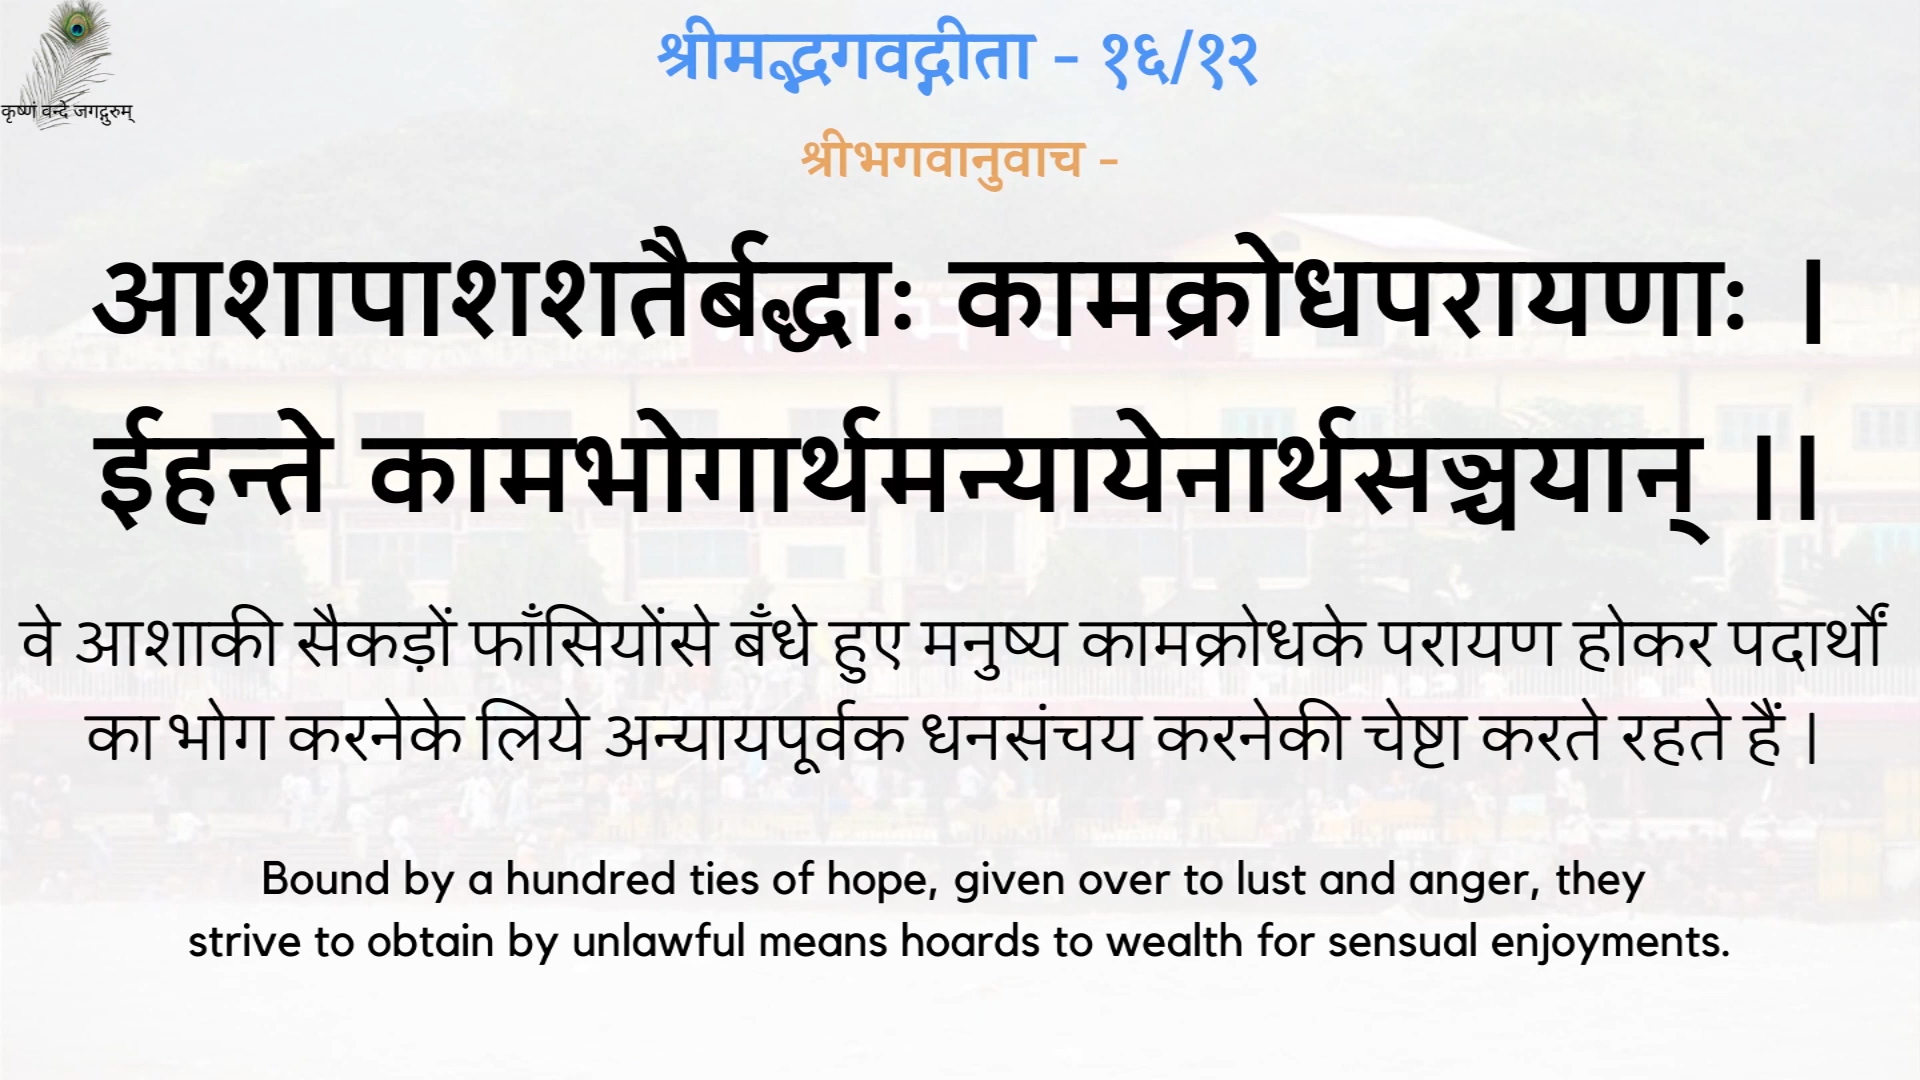 कृष्णं वन्दे जगद्गुरुम्
श्रीमद्भगवद्गीता - १६/१२
श्रीभगवानुवाच -
आशापाशशतैर्बद्धाः कामक्रोधपरायणाः ।
ईहन्ते कामभोगार्थमन्यायेनार्थसञ्चयान् ।।
वे आशाकी सैकड़ों फाँसियोंसे बँधे हुए मनुष्य कामक्रोधके परायण होकर पदार्थों
का भोग करनेके लिये अन्यायपूर्वक धनसंचय करनेकी चेष्टा करते रहते हैं ।
Bound by a hundred ties of hope, given over to lust and anger, they
strive to obtain by unlawful means hoards to wealth for sensual enjoyments.